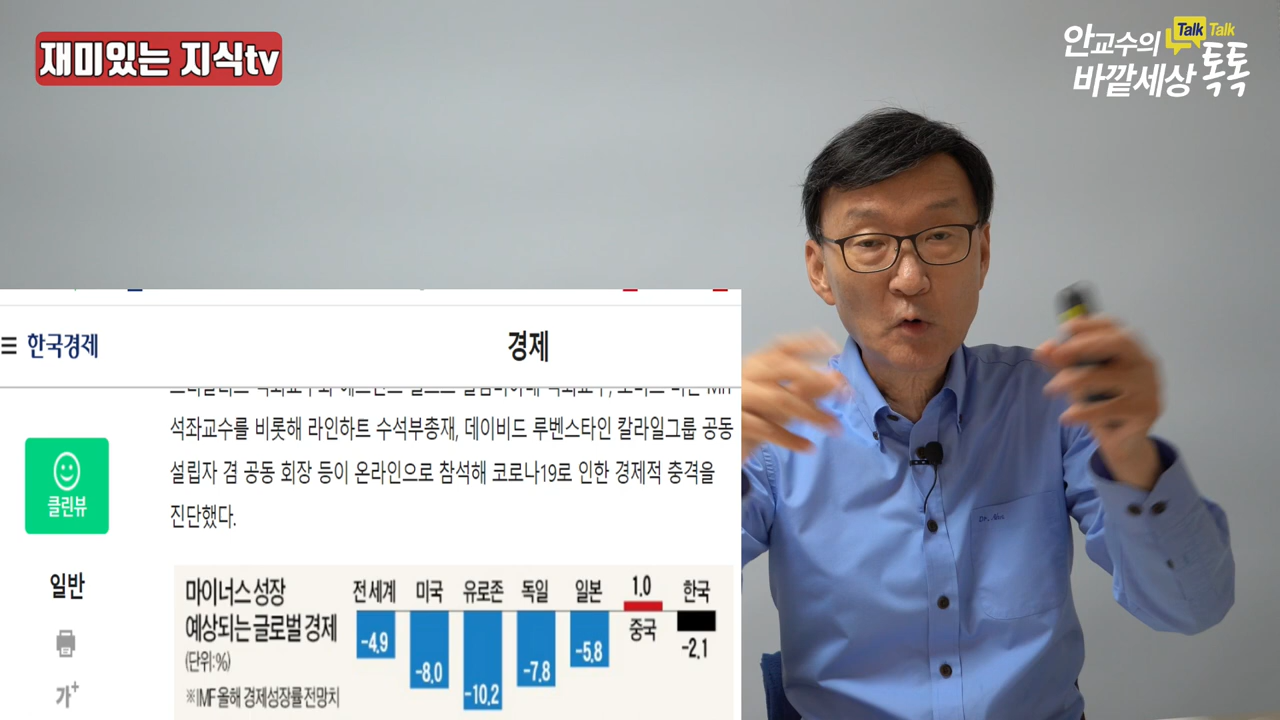 재미있는 지식tv
안교수의 Talk Talk
바깥세상 톡톡
한국경제
경제
석좌교수를 비롯해 라인하트 수석부총재, 데이비드 루벤스타인 칼라일그룹 공동
설립자 겸 공동 회장 등이 온라인으로 참석해 코로나19로 인한 경제적 충격을
진단했다.
클린뷰
일반
가+
마이너스 성장
예상되는 글로벌 경제
(단위:%)
※IMF 올해 경제성장률 전망치
전 세계 미국 유로존 독일 일본 1.0 한국
-4.9 -8.0 -10.2 -7.8 -5.8 중국 -2.1